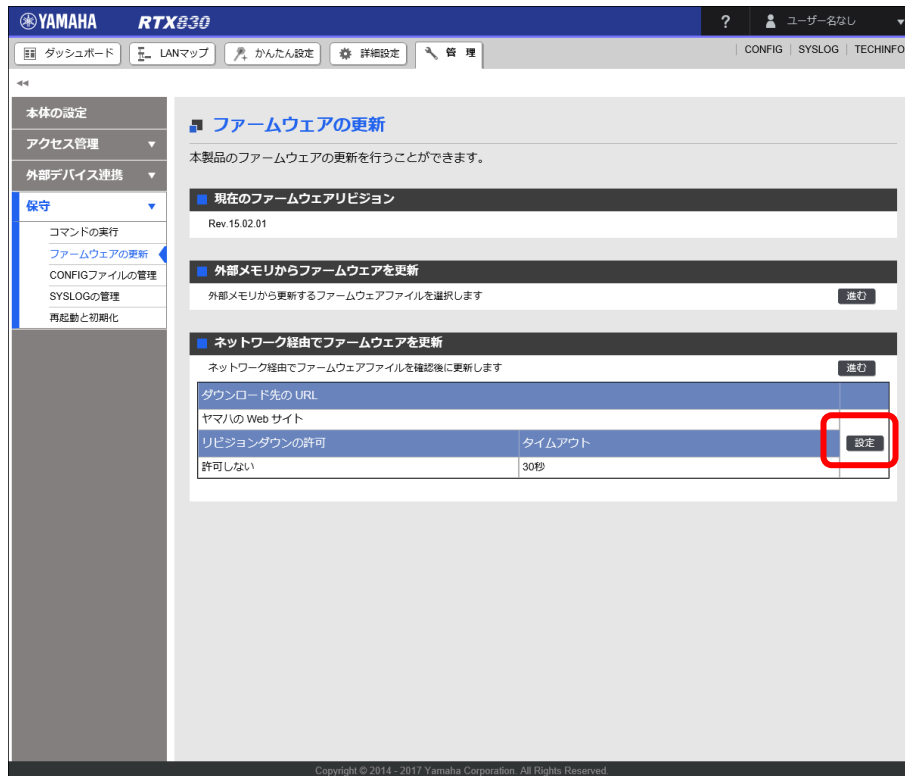 YAMAHA RTX830 ? ユーザー名なし
ダッシュボード LANマップ かんたん設定 詳細設定 管理 CONFIG SYSLOG TECHINFO
本体の設定
アクセス管理
外部デバイス連携
保守
コマンドの実行
ファームウェアの更新
CONFIGファイルの管理
SYSLOGの管理
再起動と初期化
ファームウェアの更新
本製品のファームウェアの更新を行うことができます。
現在のファームウェアリビジョン
Rev.15.02.01
外部メモリからファームウェアを更新
外部メモリから更新するファームウェアファイルを選択します 進む
ネットワーク経由でファームウェアを更新
ネットワーク経由でファームウェアファイルを確認後に更新します 進む
ダウンロード先の URL
ヤマハの Web サイト
リビジョンダウンの許可 タイムアウト 設定
許可しない 30秒
Copyright © 2014 - 2017 Yamaha Corporation. All Rights Reserved.